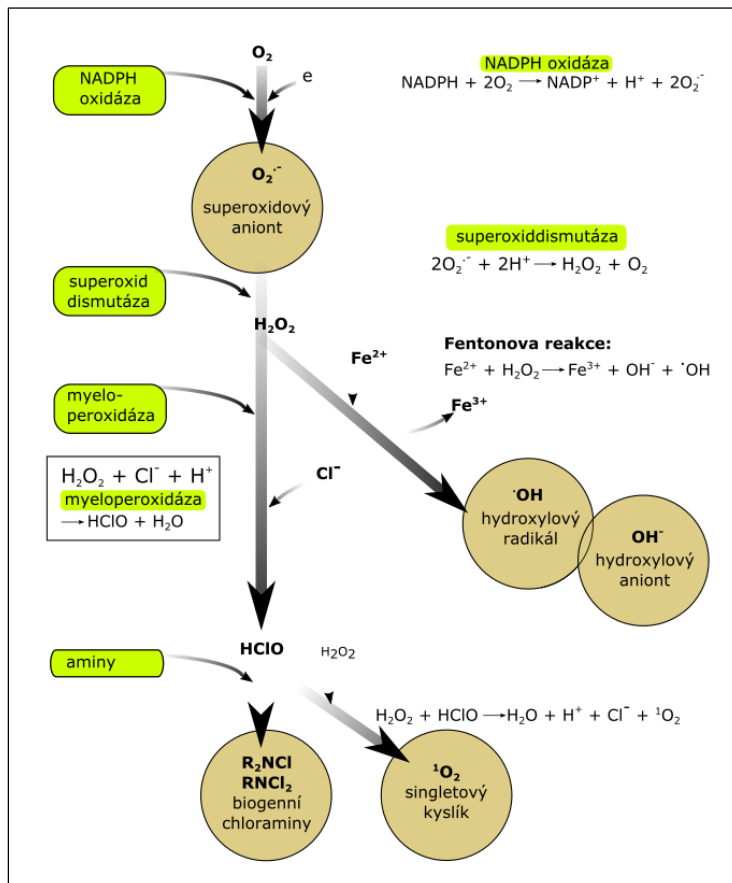 O₂
NADPH
oxidáza
e
NADPH oxidáza
NADPH + 2O₂ → NADP⁺ + H⁺ + 2O₂˙⁻
O₂˙⁻
superoxidový
aniont
superoxiddismutáza
2O₂˙⁻ + 2H⁺ → H₂O₂ + O₂
superoxid
dismutáza
H₂O₂
Fe²⁺
Fentonova reakce:
Fe²⁺ + H₂O₂ → Fe³⁺ + OH⁻ + ˙OH
Fe³⁺
myelo-
peroxidáza
H₂O₂ + Cl⁻ + H⁺
myeloperoxidáza
→ HClO + H₂O
Cl⁻
˙OH
hydroxylový
radikál
OH⁻
hydroxylový
aniont
HClO
H₂O₂
aminy
H₂O₂ + HClO → H₂O + H⁺ + Cl⁻ + ¹O₂
R₂NCl
RNCl₂
biogenní
chloraminy
¹O₂
singletový
kyslík